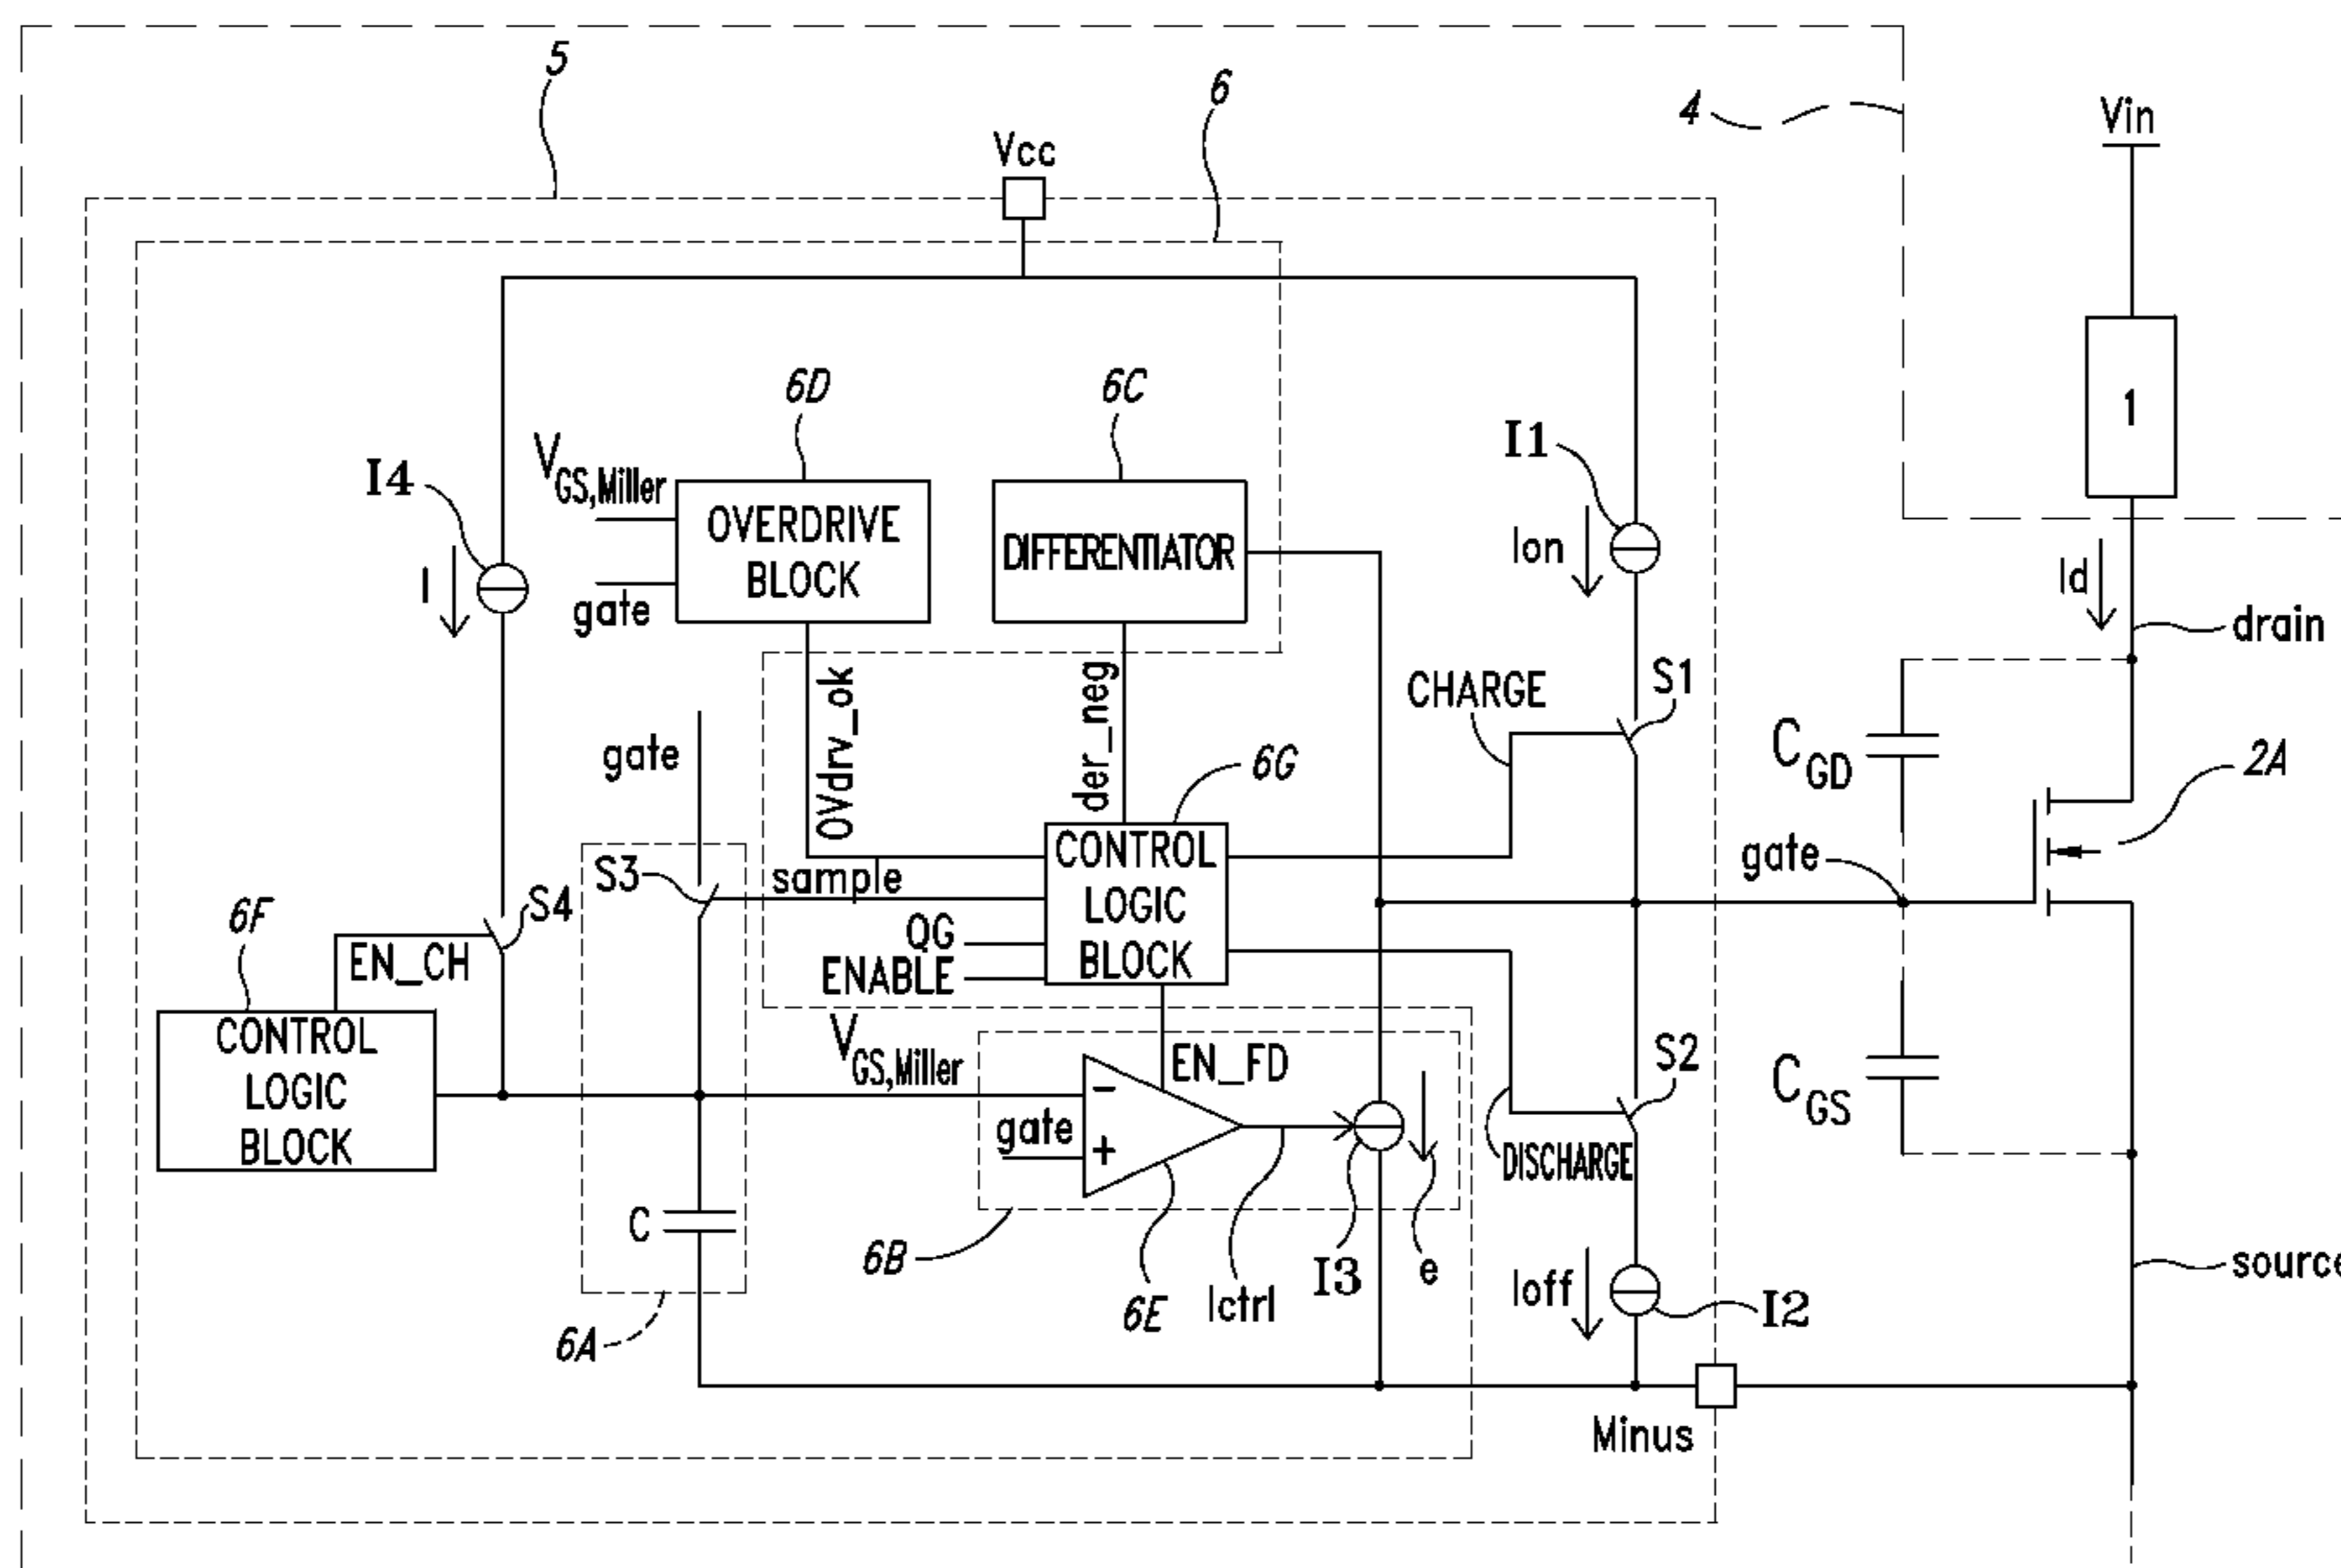 5
6
4
Vin
Vcc
6D
6C
1
I1
I4
VGS,Miller
OVERDRIVE
BLOCK
DIFFERENTIATOR
Ion
Id
I
gate
drain
OVdrv_ok
der_neg
CHARGE
S1
gate
6G
CGD
2A
S3
sample
CONTROL
LOGIC
BLOCK
gate
6F
S4
EN_CH
QG
ENABLE
CONTROL
LOGIC
BLOCK
VGS,Miller
EN_FD
S2
CGS
gate
-
+
DISCHARGE
C
6B
6E
Ictrl
I3
e
Ioff
I2
source
6A
Minus